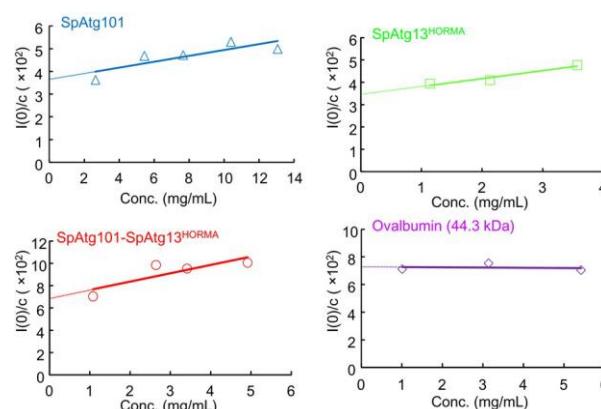 SpAtg101
I(0)/c ( ×10²)
6
5
4
3
2
1
0
0 2 4 6 8 10 12 14
Conc. (mg/mL)
SpAtg13ᴴᴼᴿᴹᴬ
I(0)/c ( ×10²)
6
5
4
3
2
1
0
0 1 2 3 4
Conc. (mg/mL)
SpAtg101-SpAtg13ᴴᴼᴿᴹᴬ
I(0)/c ( ×10²)
12
10
8
6
4
2
0
0 1 2 3 4 5 6
Conc. (mg/mL)
Ovalbumin (44.3 kDa)
I(0)/c ( ×10²)
10
8
6
4
2
0
0 1 2 3 4 5 6
Conc. (mg/mL)